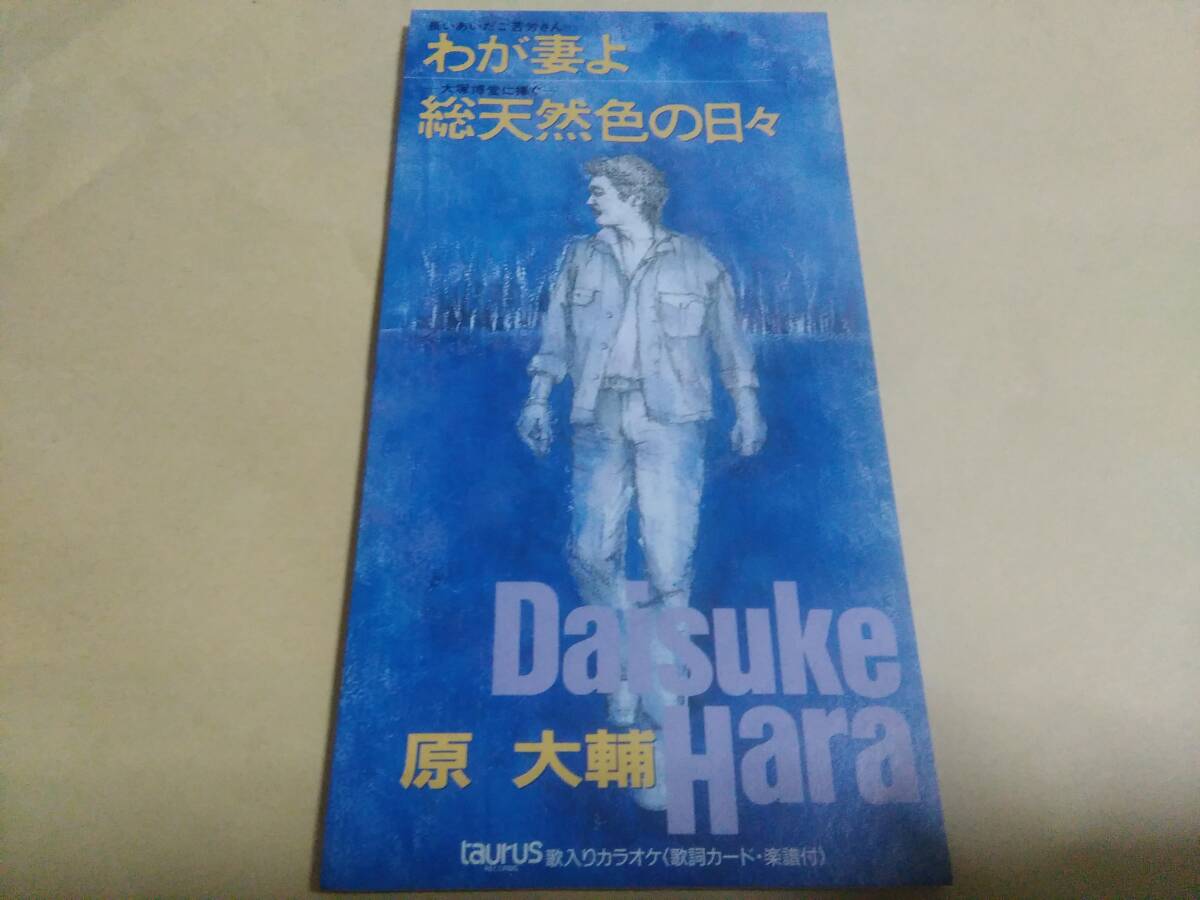 長いあいだご苦労さん
わが妻よ
─大塚博堂に捧ぐ─
総天然色の日々
Daisuke
Hara
原 大輔
taurus 歌入りカラオケ〈歌詞カード・楽譜付〉
RECORDS